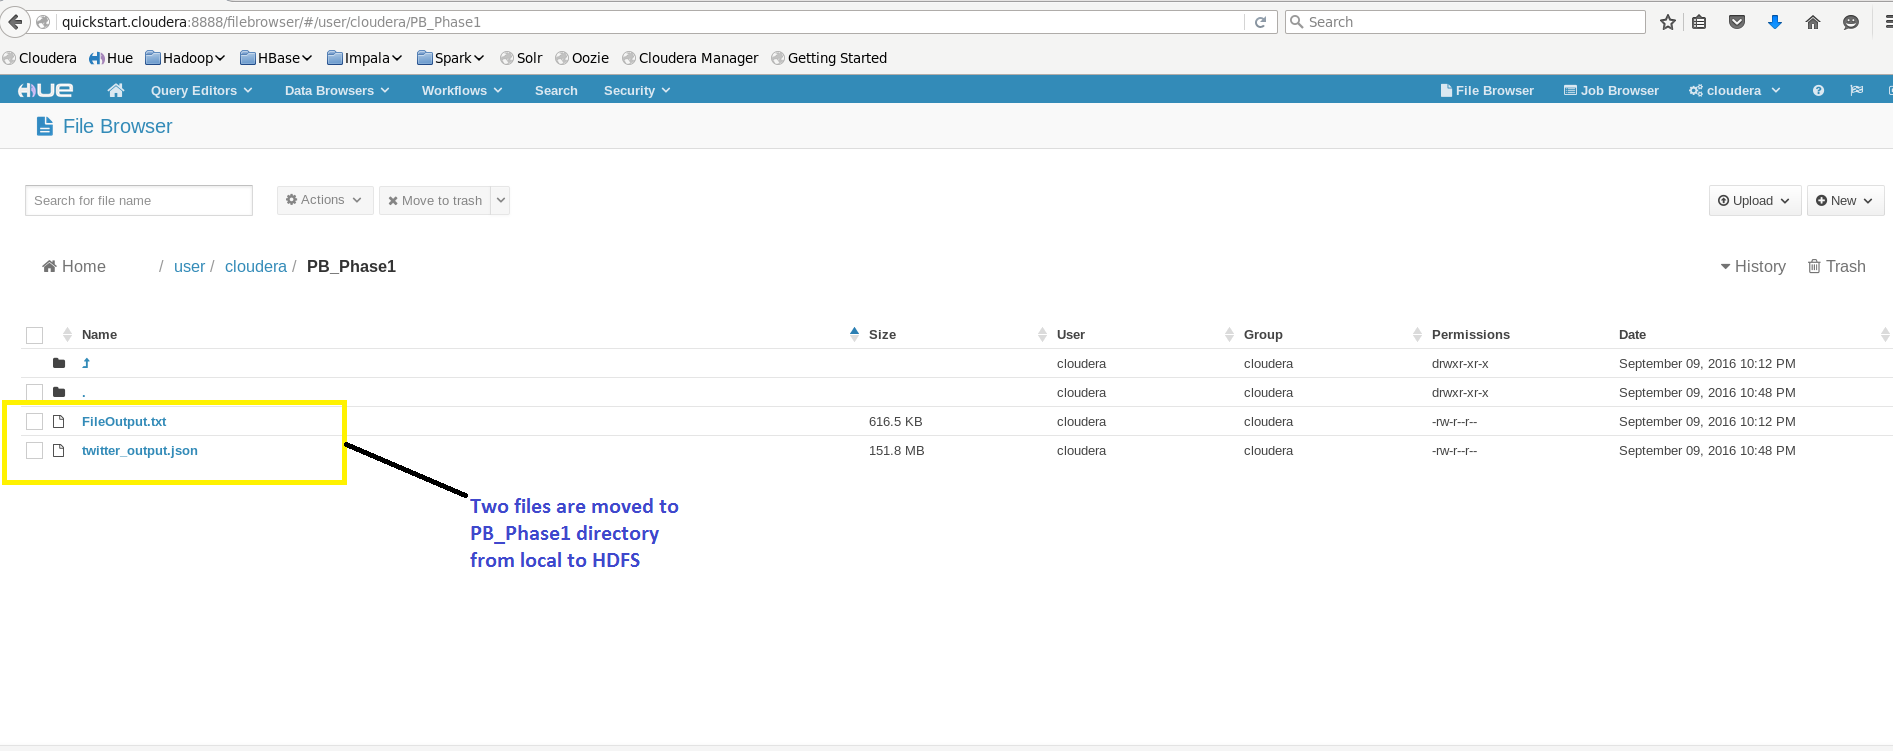 quickstart.cloudera:8888/filebrowser/#/user/cloudera/PB_Phase1 Search
Cloudera Hue Hadoop HBase Impala Spark Solr Oozie Cloudera Manager Getting Started
HUE Query Editors Data Browsers Workflows Search Security File Browser Job Browser cloudera
File Browser
Search for file name Actions Move to trash Upload New
Home / user / cloudera / PB_Phase1 History Trash
Name Size User Group Permissions Date
cloudera cloudera drwxr-xr-x September 09, 2016 10:12 PM
. cloudera cloudera drwxr-xr-x September 09, 2016 10:48 PM
FileOutput.txt 616.5 KB cloudera cloudera -rw-r--r-- September 09, 2016 10:12 PM
twitter_output.json 151.8 MB cloudera cloudera -rw-r--r-- September 09, 2016 10:48 PM
Two files are moved to
PB_Phase1 directory
from local to HDFS